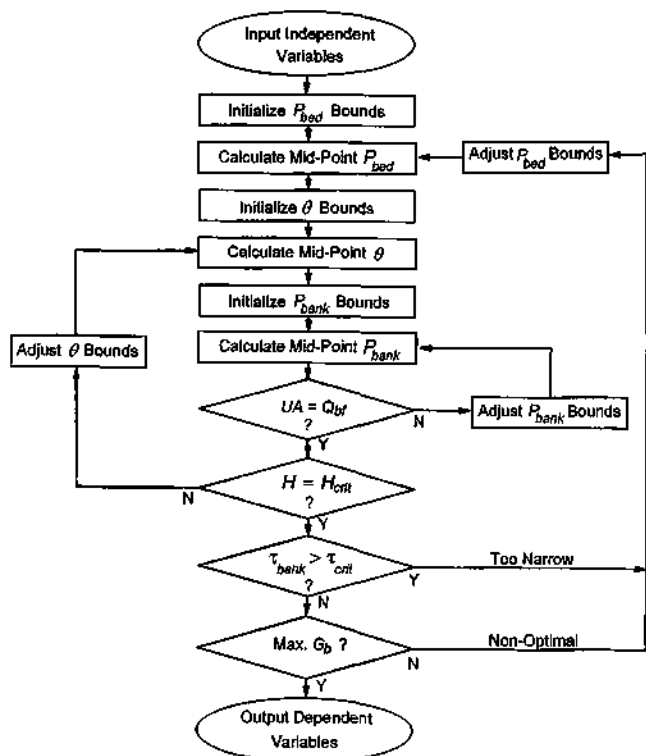 Input Independent
Variables
Initialize P_bed Bounds
Calculate Mid-Point P_bed
Adjust P_bed Bounds
Initialize θ Bounds
Calculate Mid-Point θ
Initialize P_bank Bounds
Calculate Mid-Point P_bank
Adjust θ Bounds
UA = Q_bf
?
N
Adjust P_bank Bounds
Y
H = H_crit
?
N
Y
τ_bank > τ_crit
?
Y
Too Narrow
N
Max. G_b ?
N
Non-Optimal
Y
Output Dependent
Variables